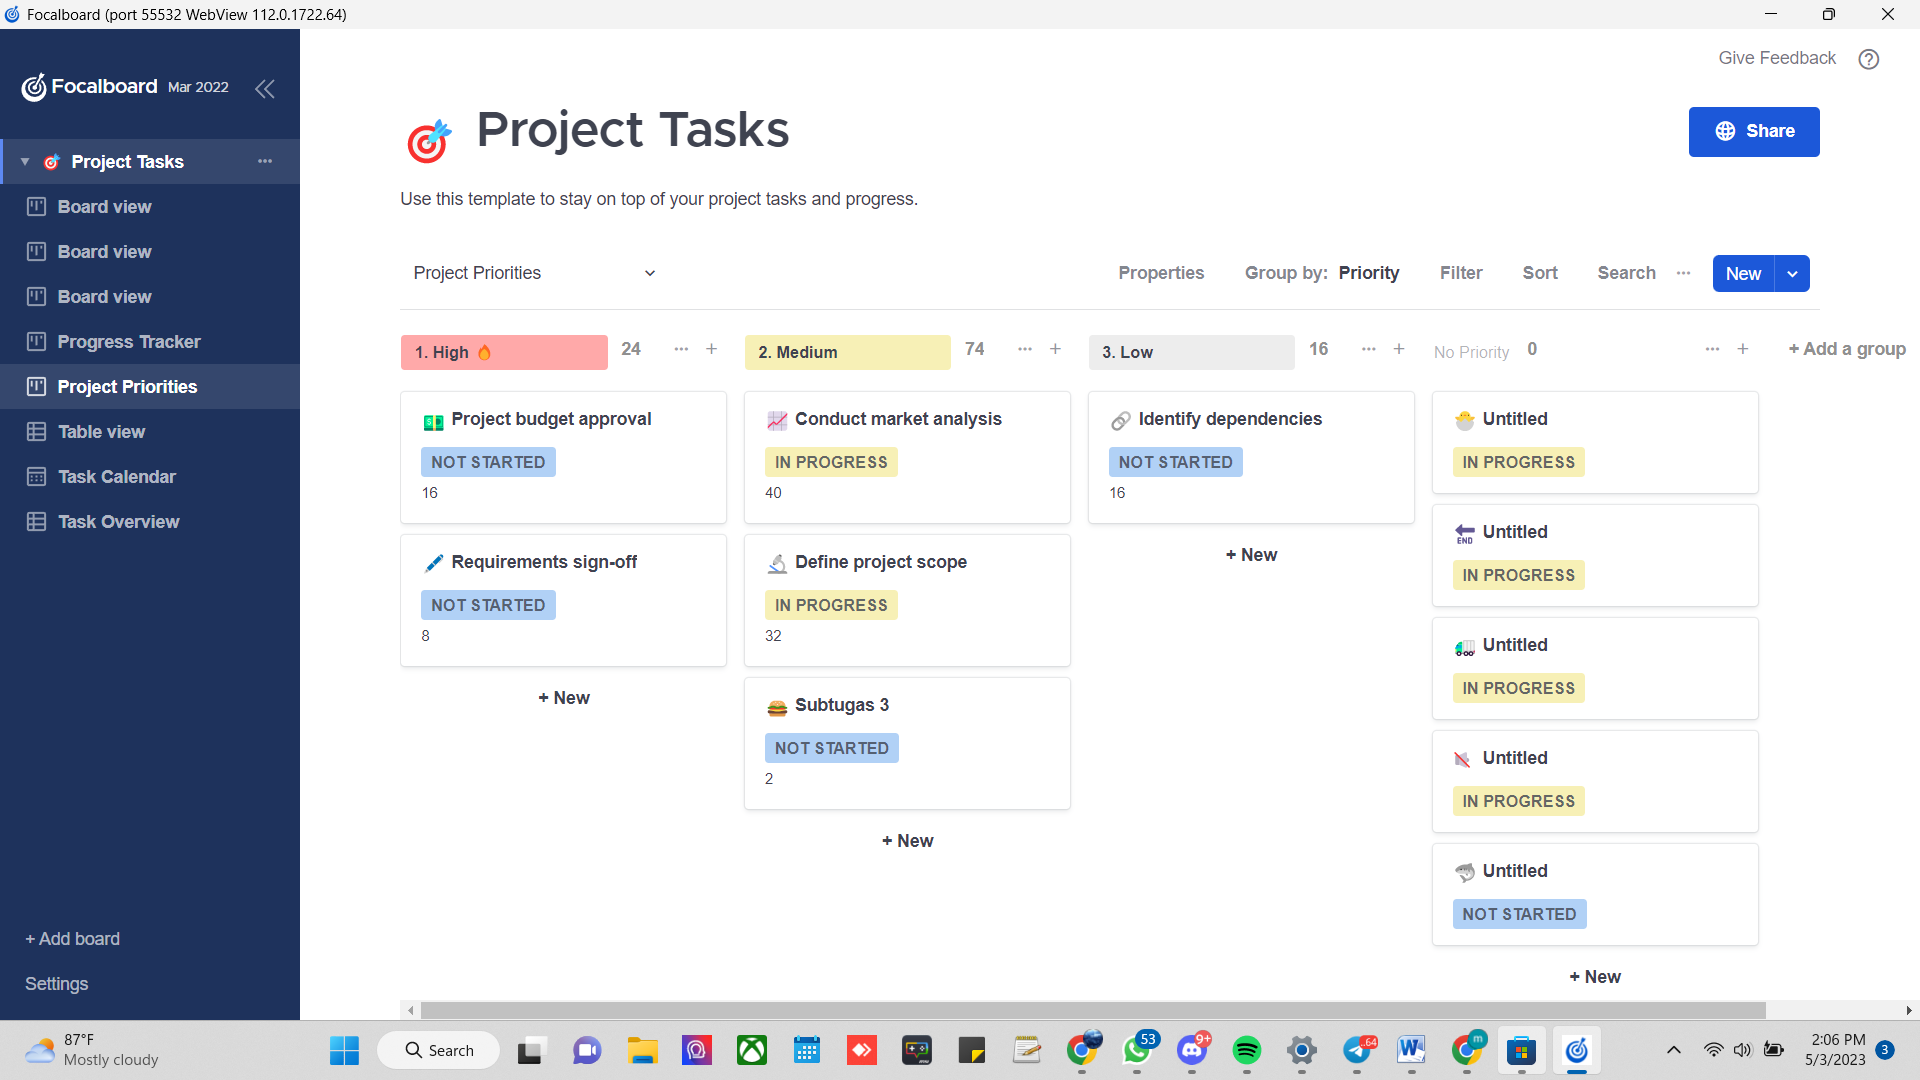 Focalboard (port 55532 WebView 112.0.1722.64)
Focalboard Mar 2022
Project Tasks
Board view
Board view
Board view
Progress Tracker
Project Priorities
Table view
Task Calendar
Task Overview
+ Add board
Settings
Give Feedback
Project Tasks
Share
Use this template to stay on top of your project tasks and progress.
Project Priorities
Properties Group by: Priority Filter Sort Search ··· New
1. High 24 ··· +
2. Medium 74 ··· +
3. Low 16 ··· +
No Priority 0 ··· +
+ Add a group
Project budget approval
NOT STARTED
16
Requirements sign-off
NOT STARTED
8
+ New
Conduct market analysis
IN PROGRESS
40
Define project scope
IN PROGRESS
32
Subtugas 3
NOT STARTED
2
+ New
Identify dependencies
NOT STARTED
16
+ New
Untitled
IN PROGRESS
END
Untitled
IN PROGRESS
Untitled
IN PROGRESS
Untitled
IN PROGRESS
Untitled
NOT STARTED
+ New
87°F
Mostly cloudy
Search
53
9+
64
W
m
2:06 PM
5/3/2023
3